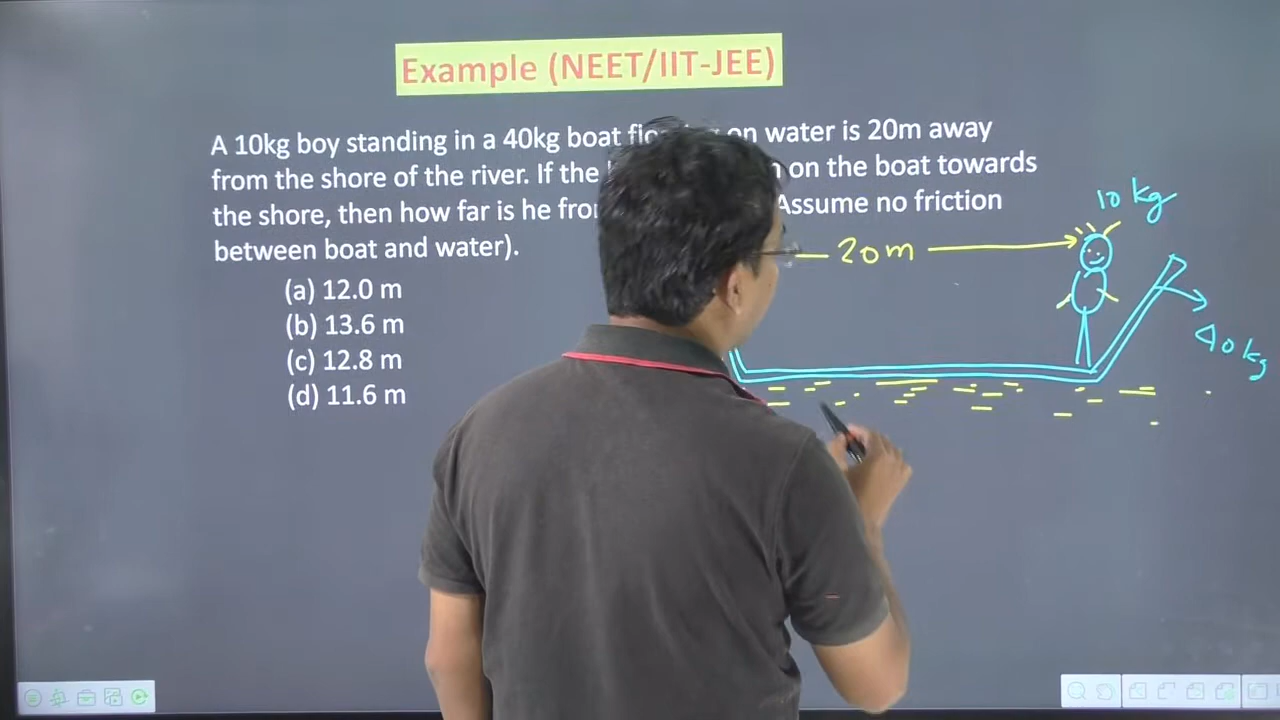 Example (NEET/IIT-JEE)
A 10kg boy standing in a 40kg boat on water is 20m away
from the shore of the river. If the on the boat towards
the shore, then how far is he Assume no friction
between boat and water).
(a) 12.0 m
(b) 13.6 m
(c) 12.8 m
(d) 11.6 m
10 kg
20m
40kg